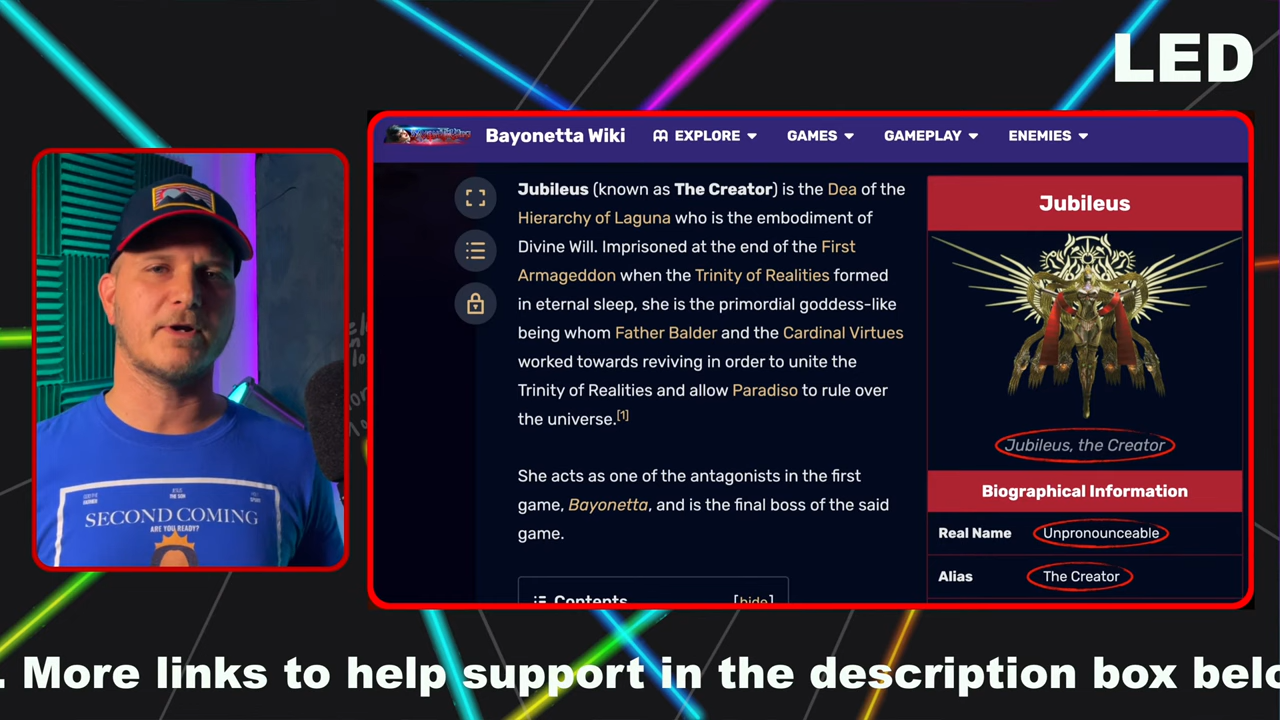 LED
Bayonetta Wiki EXPLORE GAMES GAMEPLAY ENEMIES
Jubileus (known as The Creator) is the Dea of the
Hierarchy of Laguna who is the embodiment of
Divine Will. Imprisoned at the end of the First
Armageddon when the Trinity of Realities formed
in eternal sleep, she is the primordial goddess-like
being whom Father Balder and the Cardinal Virtues
worked towards reviving in order to unite the
Trinity of Realities and allow Paradiso to rule over
the universe.[1]
She acts as one of the antagonists in the first
game, Bayonetta, and is the final boss of the said
game.
Contents [hide]
Jubileus
Jubileus, the Creator
Biographical Information
Real Name Unpronounceable
Alias The Creator
SECOND COMING
ARE YOU READY?
. More links to help support in the description box belo